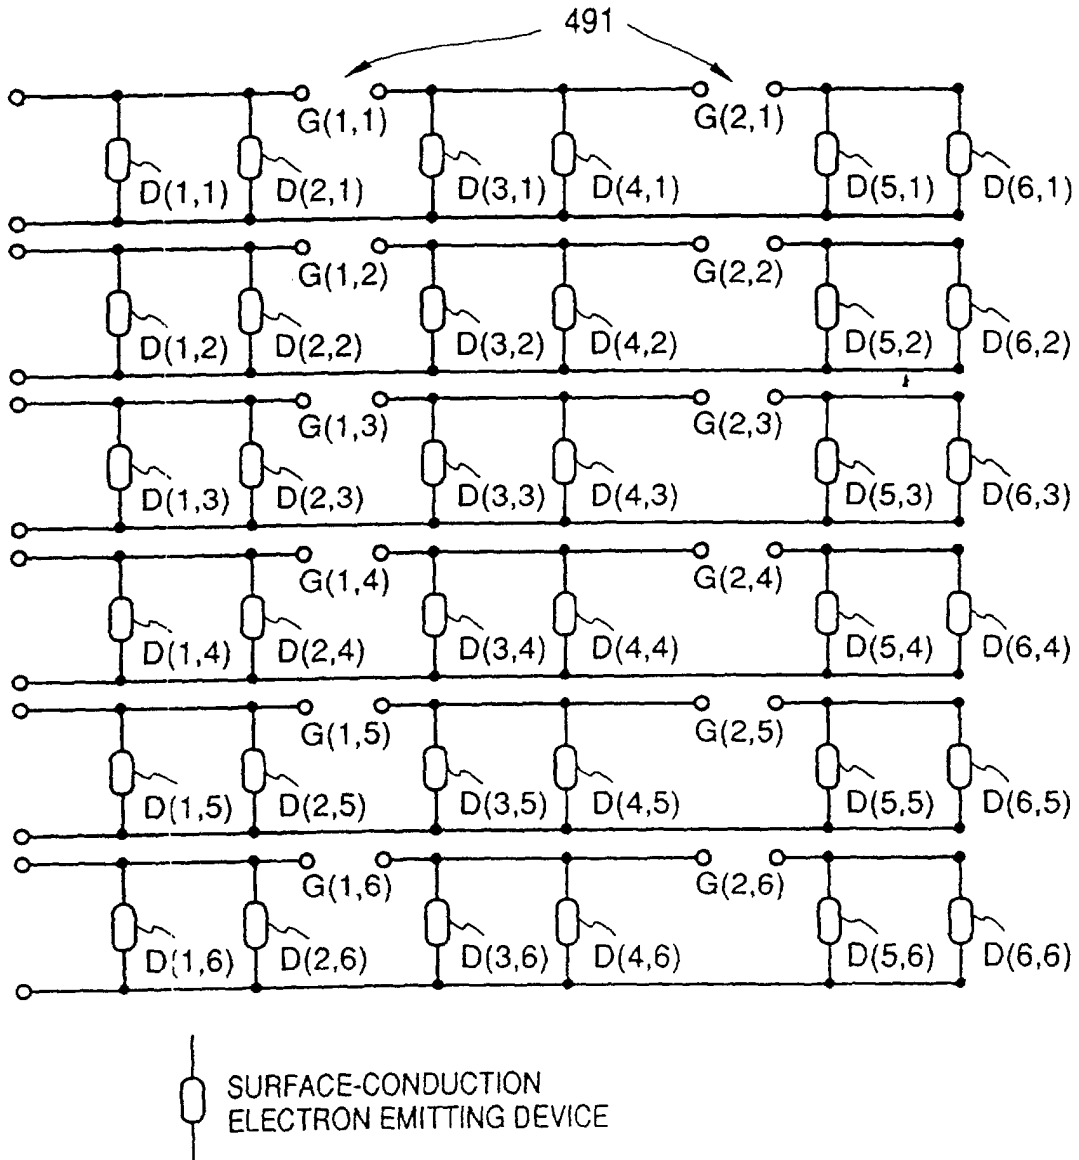 491
G(1,1) G(2,1)
D(1,1) D(2,1) D(3,1) D(4,1) D(5,1) D(6,1)
G(1,2) G(2,2)
D(1,2) D(2,2) D(3,2) D(4,2) D(5,2) D(6,2)
G(1,3) G(2,3)
D(1,3) D(2,3) D(3,3) D(4,3) D(5,3) D(6,3)
G(1,4) G(2,4)
D(1,4) D(2,4) D(3,4) D(4,4) D(5,4) D(6,4)
G(1,5) G(2,5)
D(1,5) D(2,5) D(3,5) D(4,5) D(5,5) D(6,5)
G(1,6) G(2,6)
D(1,6) D(2,6) D(3,6) D(4,6) D(5,6) D(6,6)
SURFACE-CONDUCTION
ELECTRON EMITTING DEVICE